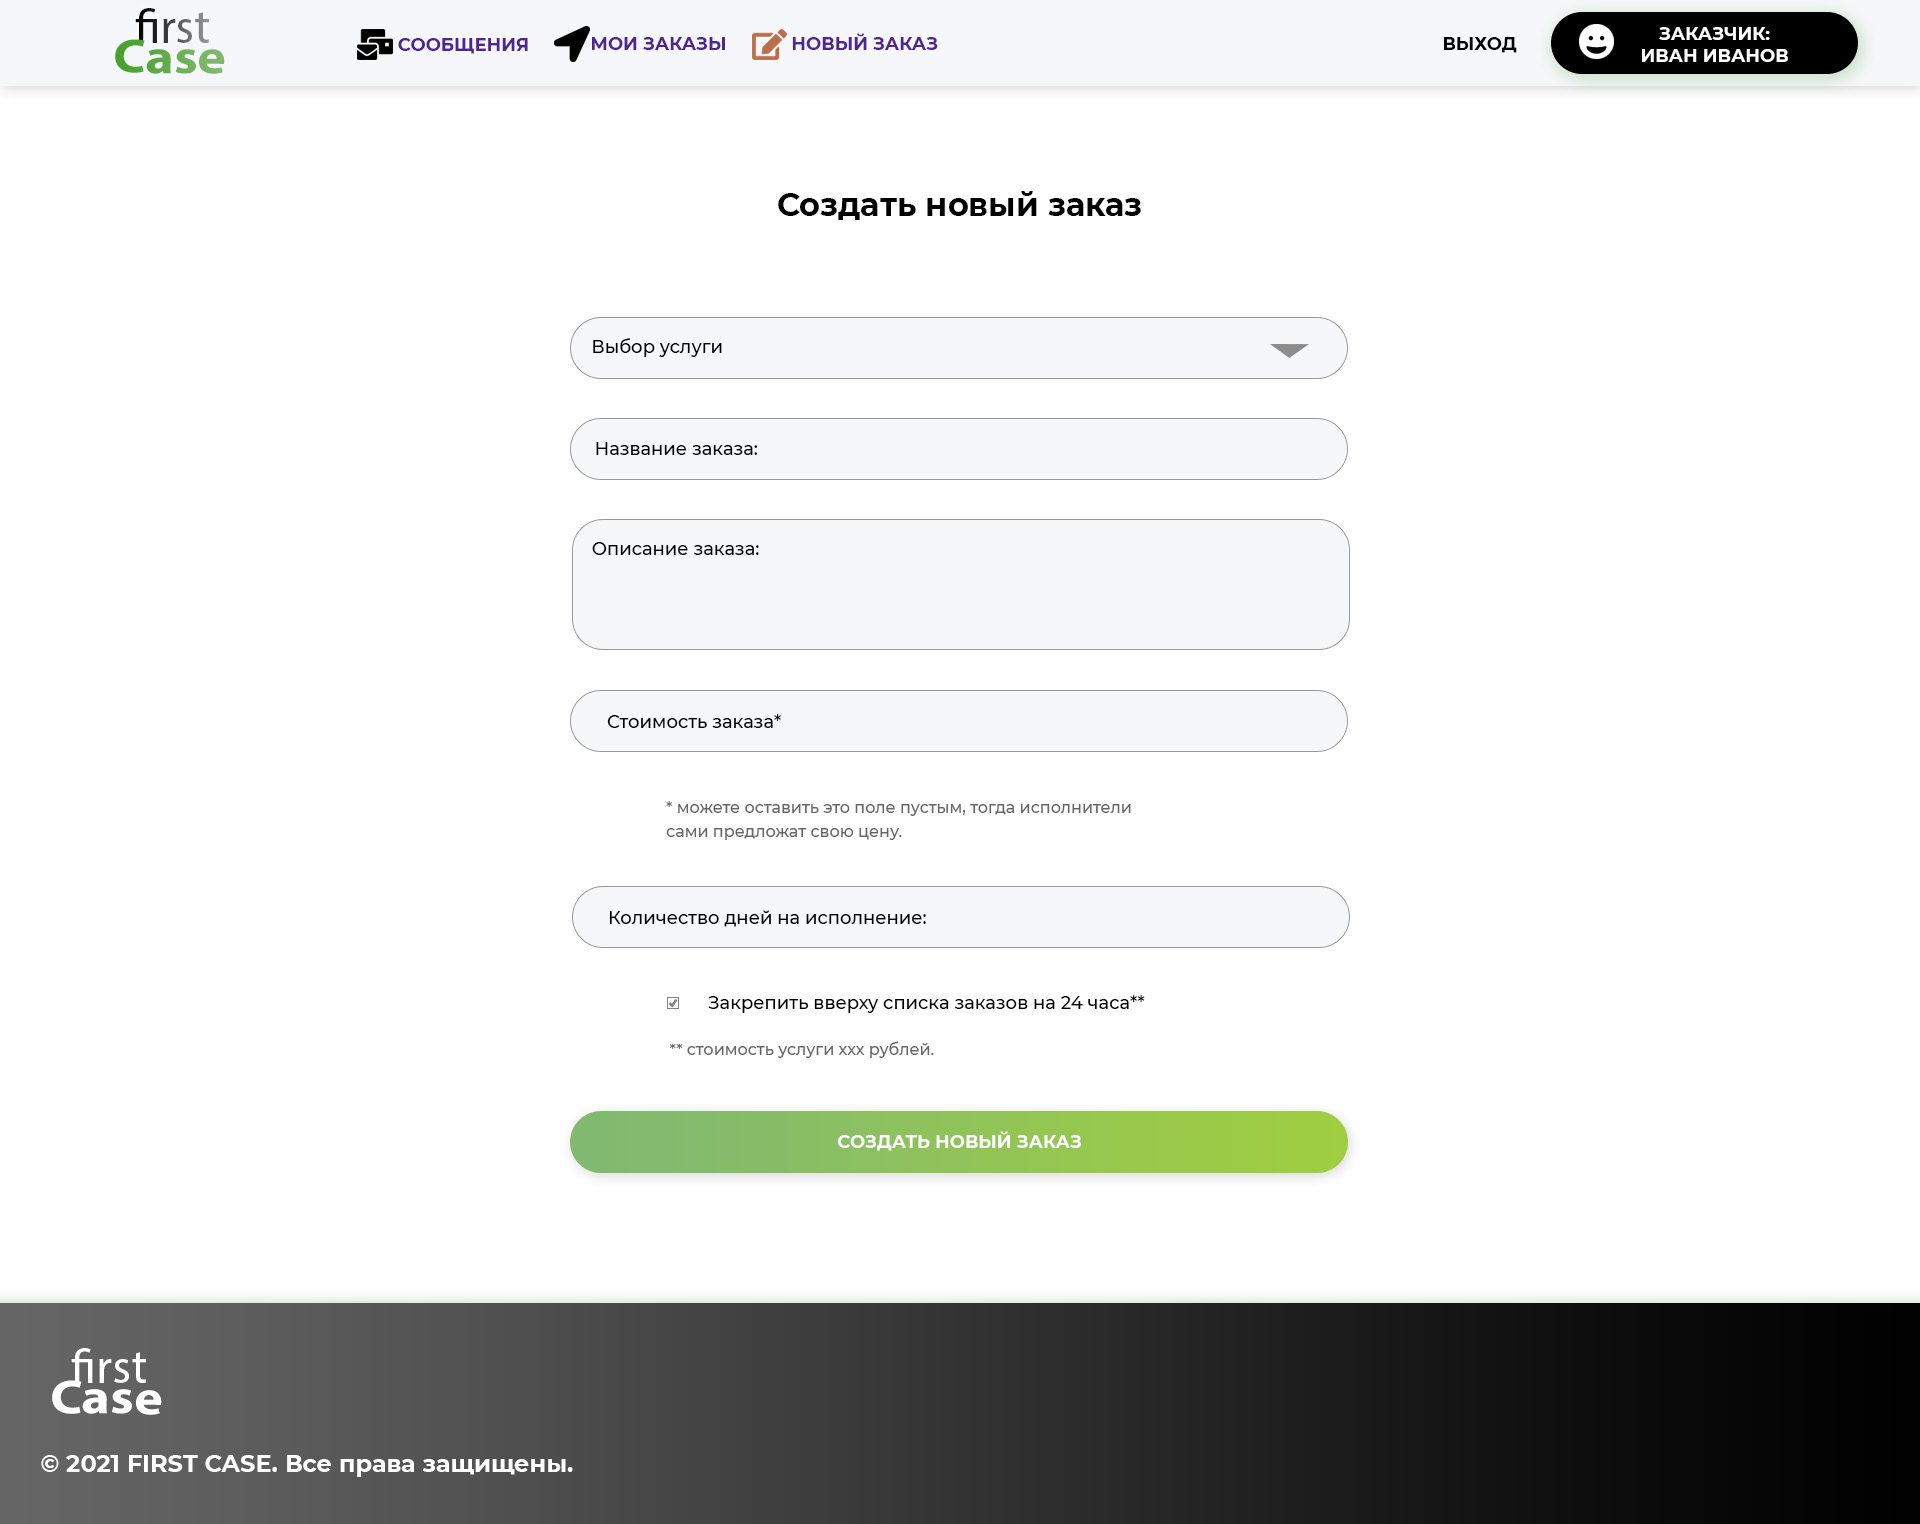 first
Case
СООБЩЕНИЯ
МОИ ЗАКАЗЫ
НОВЫЙ ЗАКАЗ
ВЫХОД
ЗАКАЗЧИК:
ИВАН ИВАНОВ
Создать новый заказ
Выбор услуги
Название заказа:
Описание заказа:
Стоимость заказа*
* можете оставить это поле пустым, тогда исполнители
сами предложат свою цену.
Количество дней на исполнение:
Закрепить вверху списка заказов на 24 часа**
** стоимость услуги ххх рублей.
СОЗДАТЬ НОВЫЙ ЗАКАЗ
first
Case
© 2021 FIRST CASE. Все права защищены.